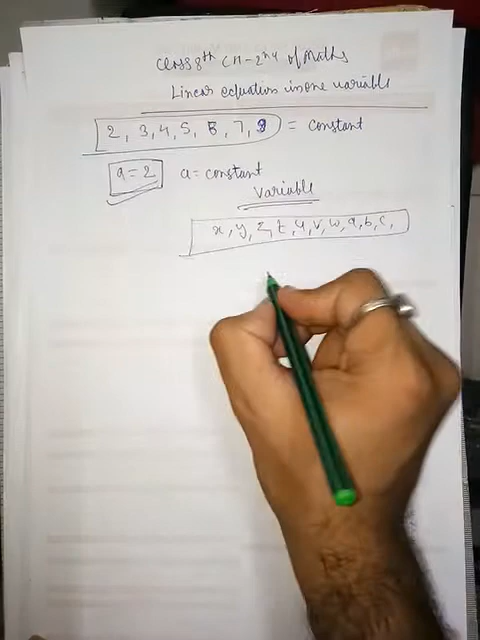 Class 8th CH-2nd of Maths
Linear equation in one variable
2, 3, 4, 5, 6, 7, 9 = constant
a = 2 a = constant
Variable
x, y, z, t, u, v, w, a, b, c,